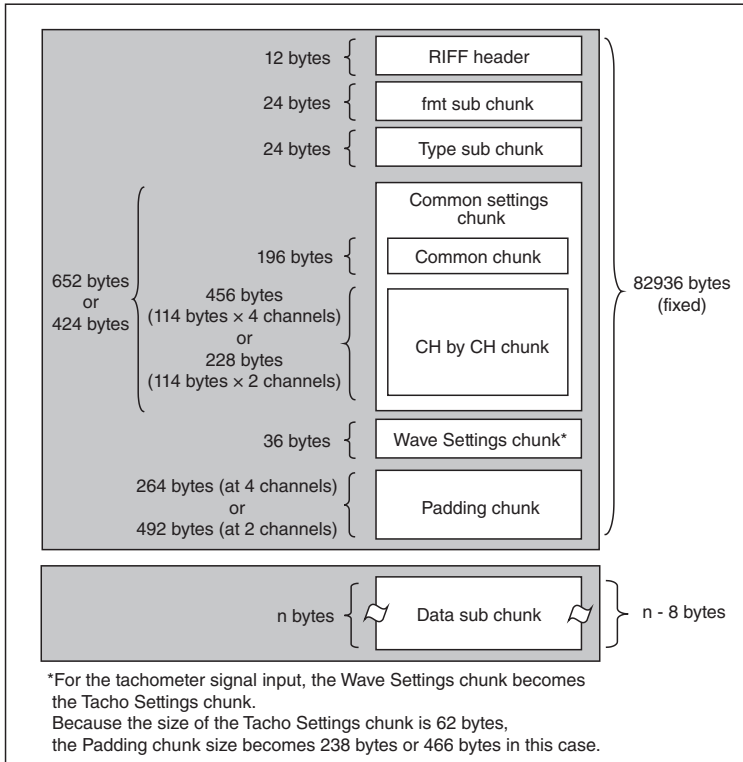 12 bytes
RIFF header
24 bytes
fmt sub chunk
24 bytes
Type sub chunk
Common settings
chunk
196 bytes
Common chunk
652 bytes
or
424 bytes
456 bytes
(114 bytes × 4 channels)
or
228 bytes
(114 bytes × 2 channels)
CH by CH chunk
82936 bytes
(fixed)
36 bytes
Wave Settings chunk*
264 bytes (at 4 channels)
or
492 bytes (at 2 channels)
Padding chunk
n bytes
Data sub chunk
n - 8 bytes
*For the tachometer signal input, the Wave Settings chunk becomes
the Tacho Settings chunk.
Because the size of the Tacho Settings chunk is 62 bytes,
the Padding chunk size becomes 238 bytes or 466 bytes in this case.